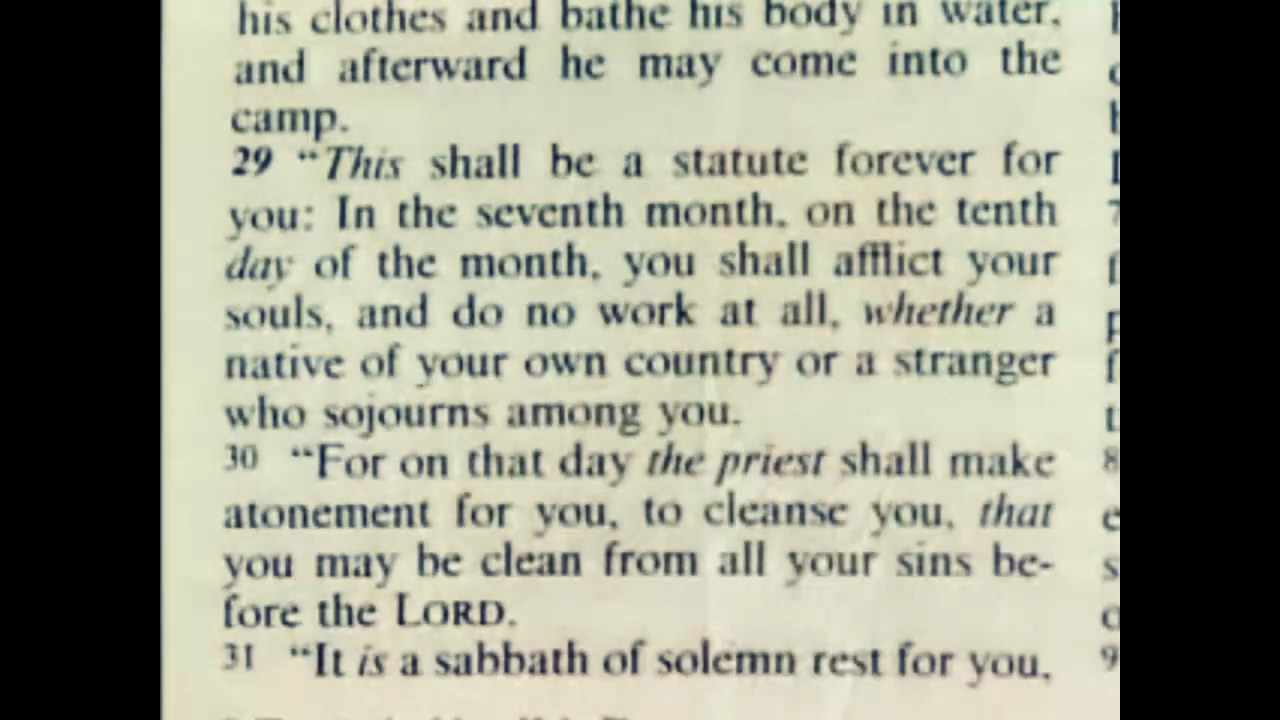 his clothes and bathe his body in water,
and afterward he may come into the
camp.
29 "This shall be a statute forever for
you: In the seventh month, on the tenth
day of the month, you shall afflict your
souls, and do no work at all, whether a
native of your own country or a stranger
who sojourns among you.
30 "For on that day the priest shall make
atonement for you, to cleanse you, that
you may be clean from all your sins be-
fore the LORD.
31 "It is a sabbath of solemn rest for you,
7
8
9